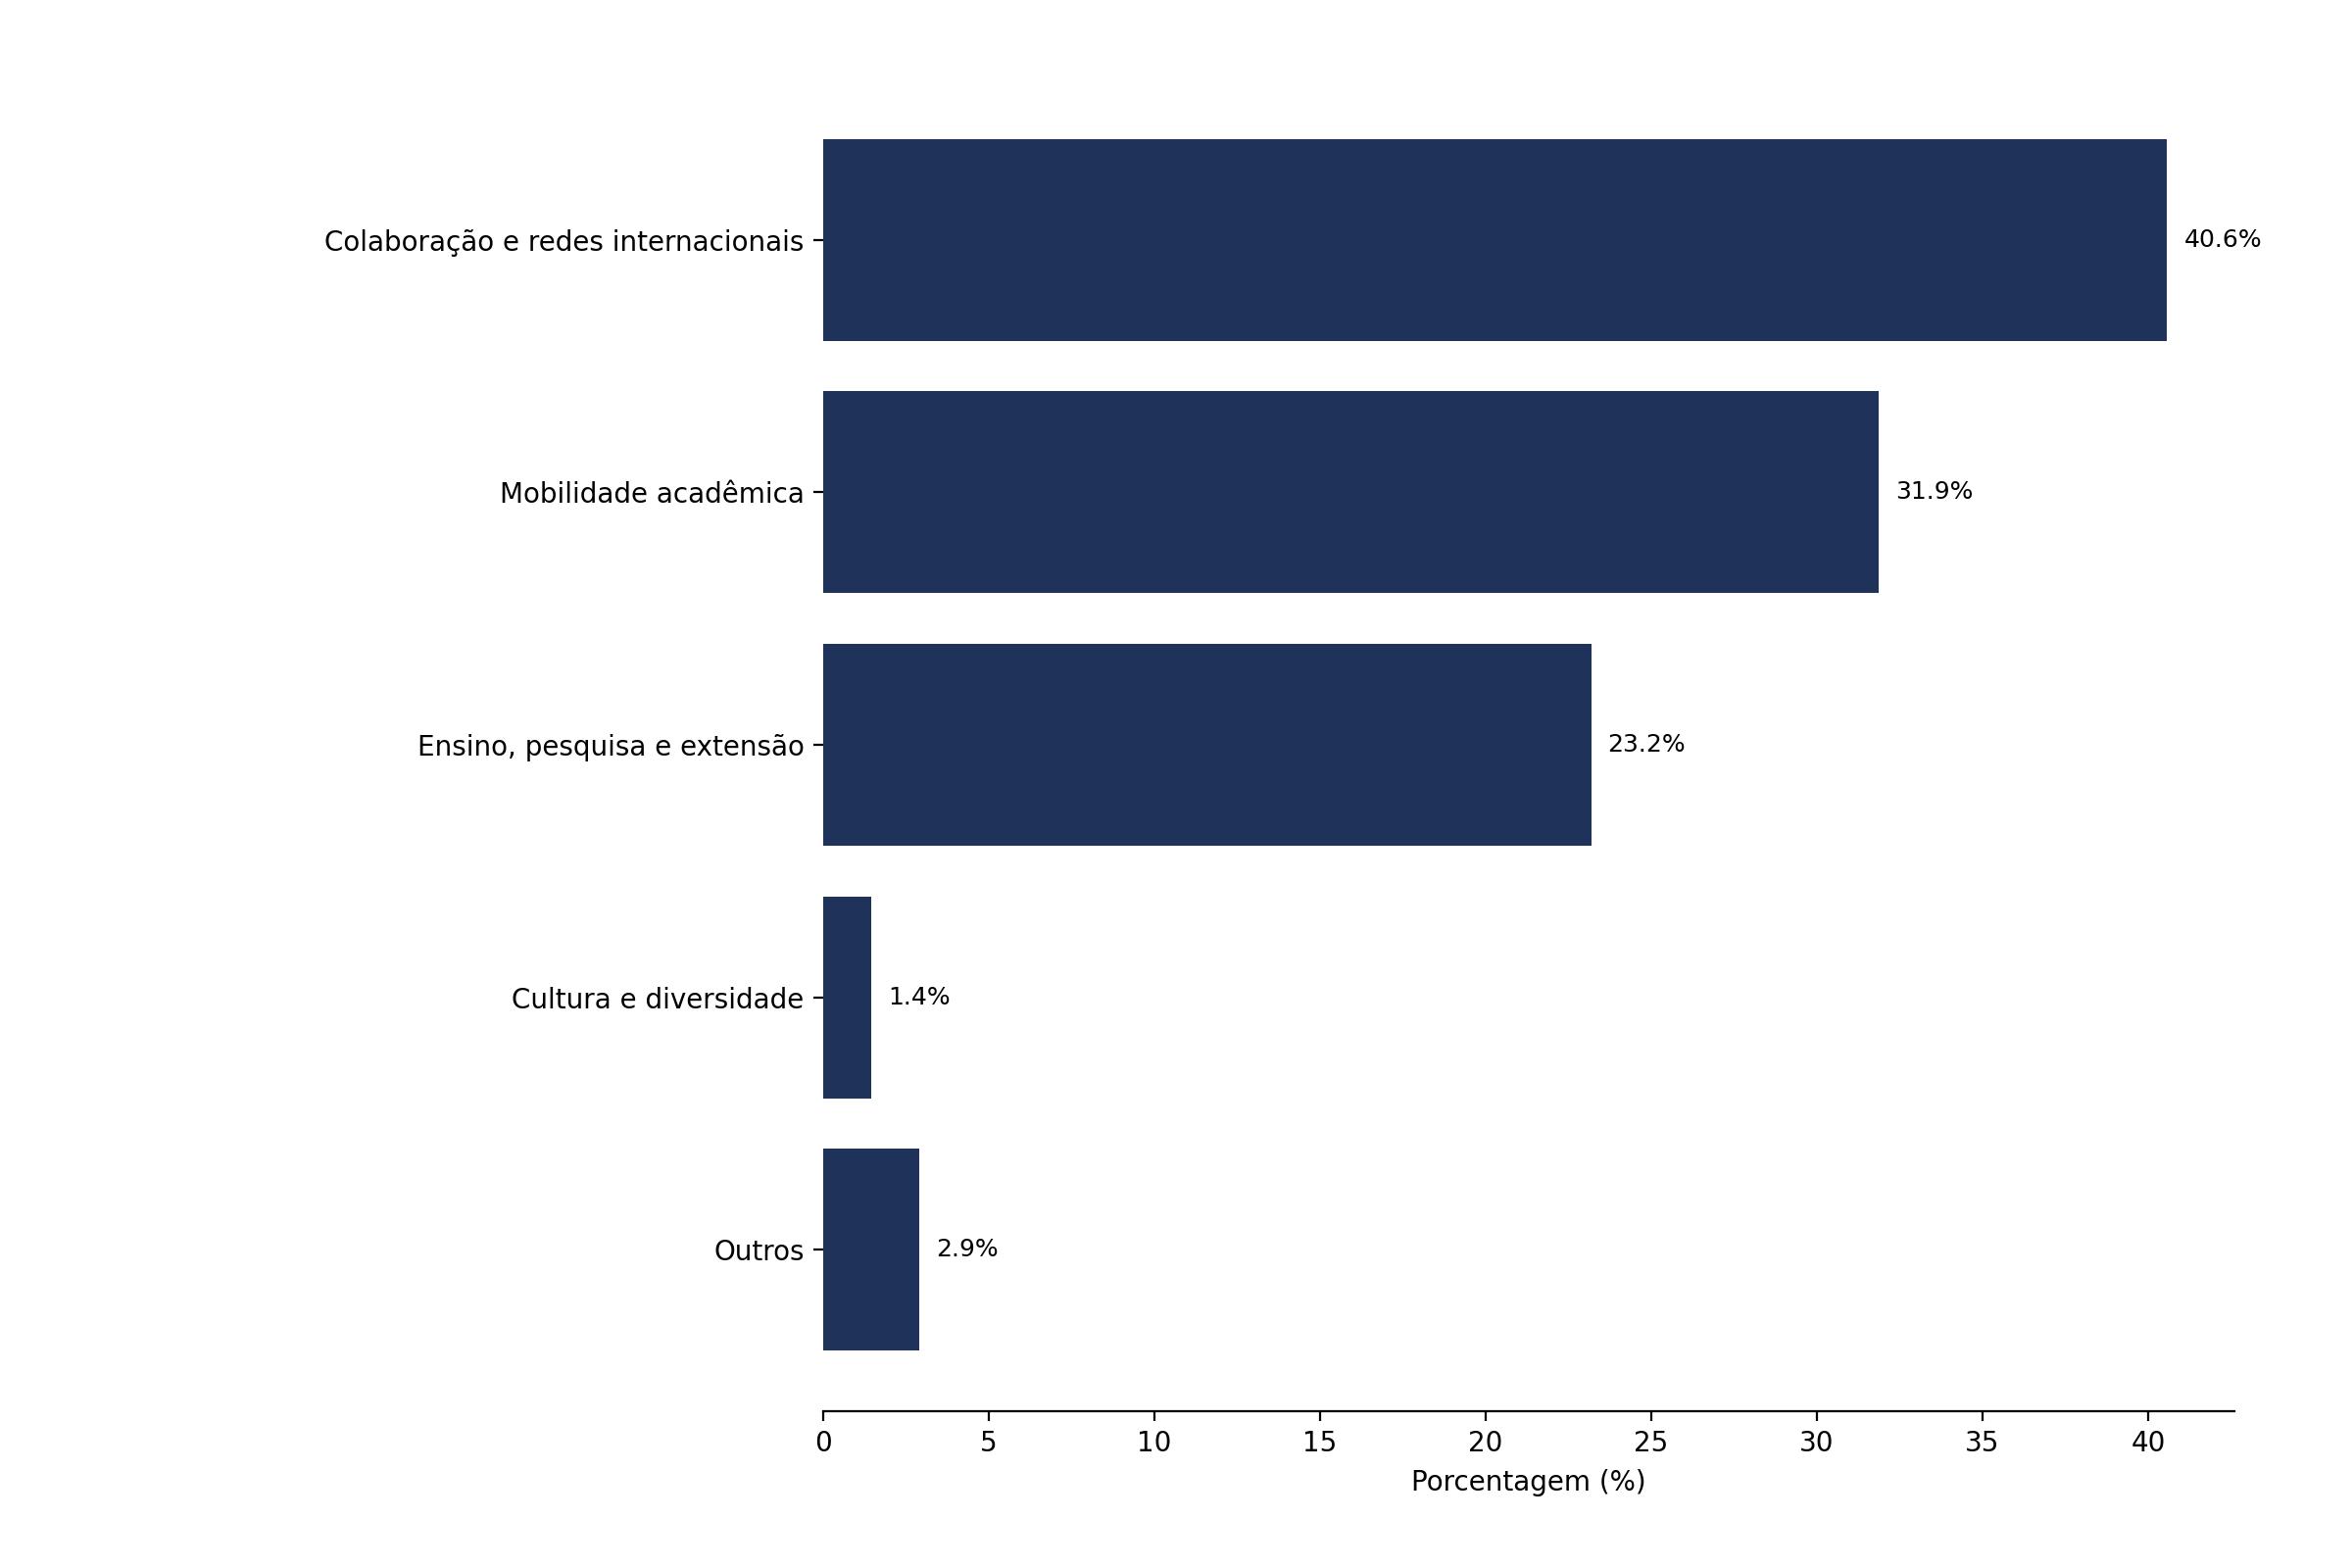 Colaboração e redes internacionais 40.6%
Mobilidade acadêmica 31.9%
Ensino, pesquisa e extensão 23.2%
Cultura e diversidade 1.4%
Outros 2.9%
0 5 10 15 20 25 30 35 40
Porcentagem (%)